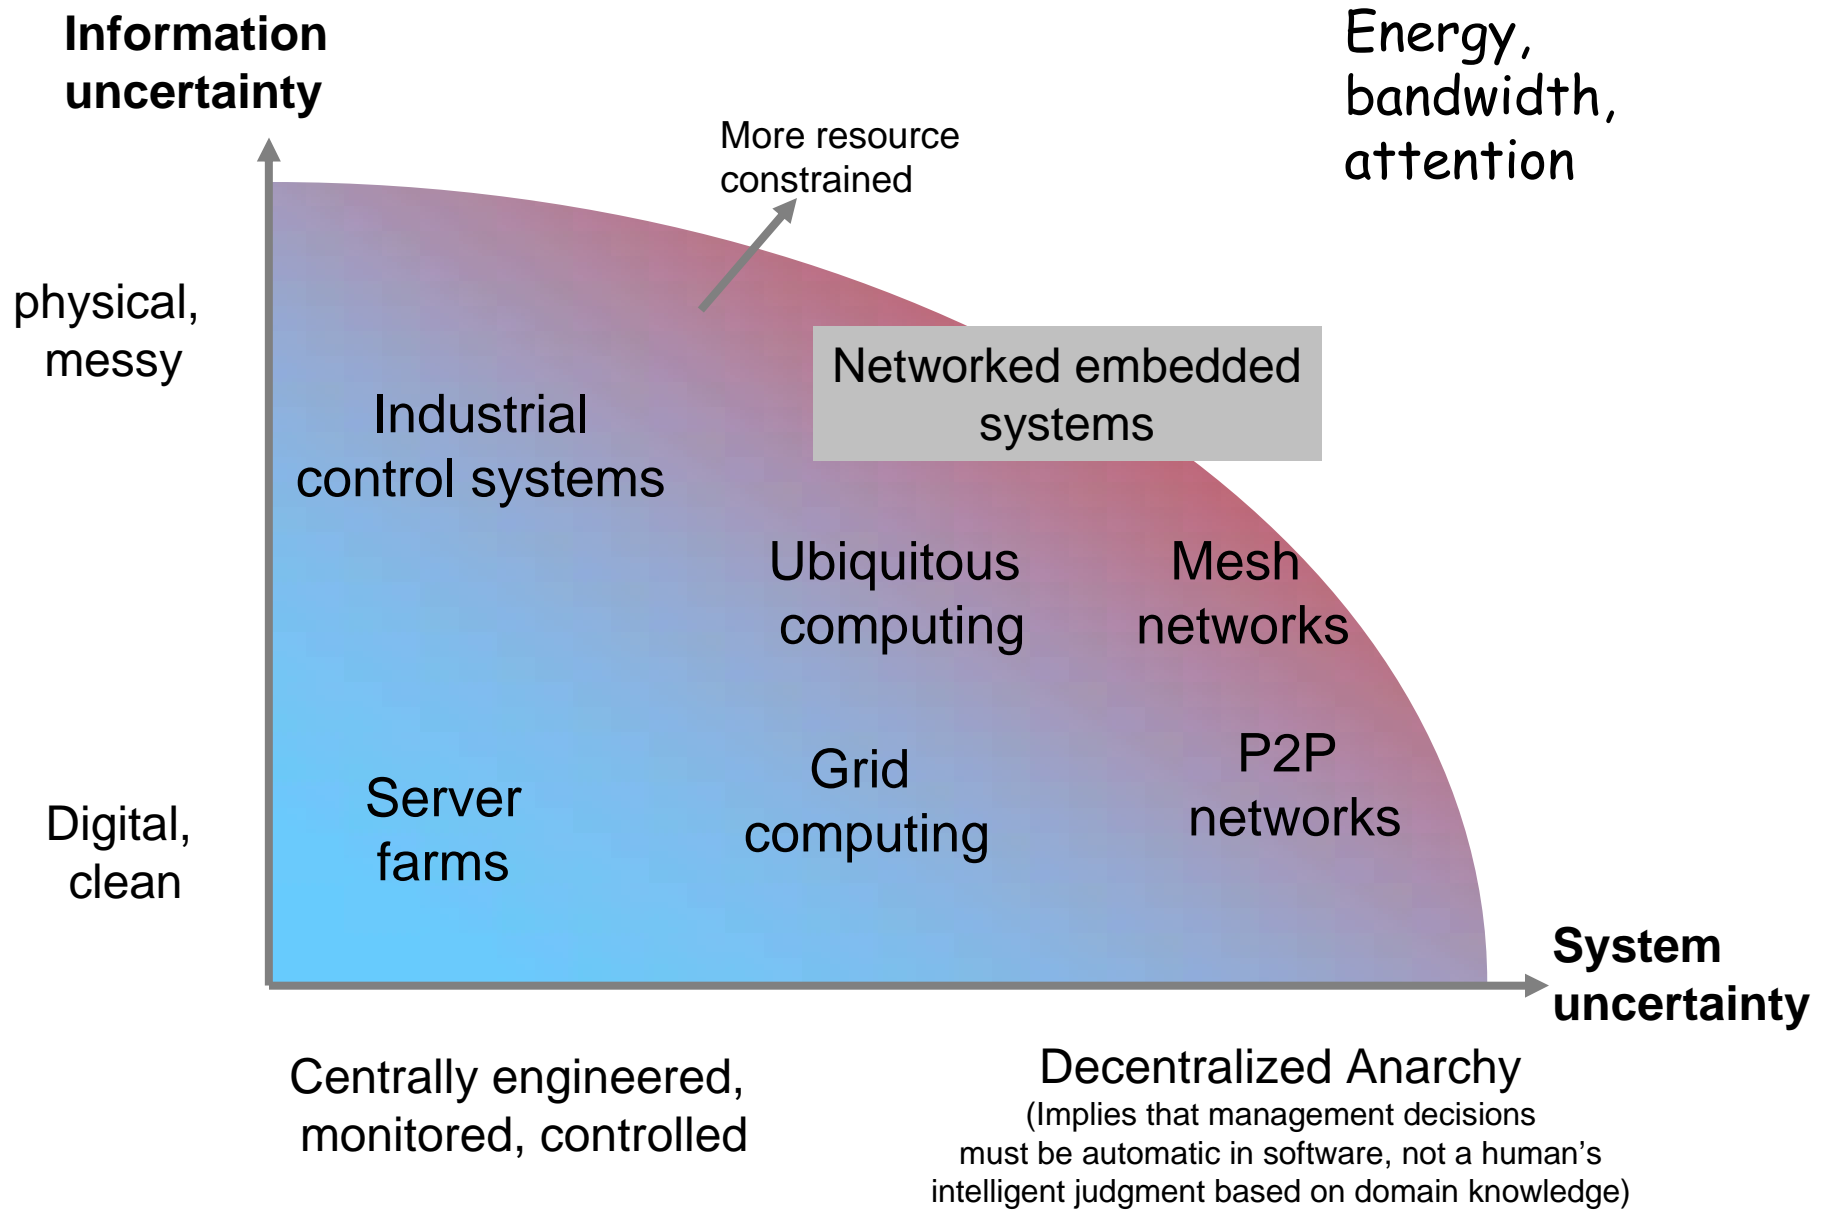 Information
uncertainty
Energy,
bandwidth,
attention
More resource
constrained
physical,
messy
Networked embedded
systems
Industrial
control systems
Ubiquitous
computing
Mesh
networks
P2P
networks
Grid
computing
Server
farms
Digital,
clean
System
uncertainty
Centrally engineered,
monitored, controlled
Decentralized Anarchy
(Implies that management decisions
must be automatic in software, not a human’s
intelligent judgment based on domain knowledge)